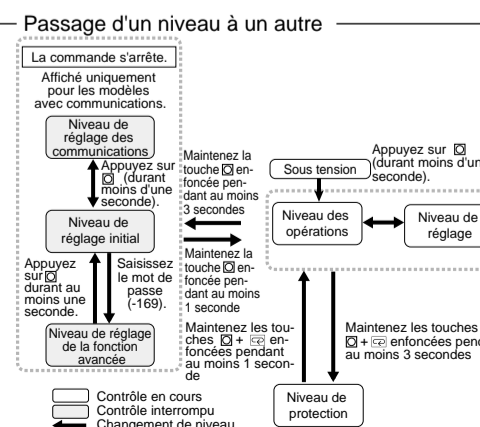 Passage d'un niveau à un autre
La commande s'arrête.
Affiché uniquement
pour les modèles
avec communications.
Niveau de
réglage des
communications
Appuyez sur
(durant
moins d'une
seconde).
Niveau de
réglage initial
Appuyez
sur
durant au
moins une
seconde.
Saisissez
le mot de
passe
(-169).
Niveau de réglage
de la fonction
avancée
Maintenez la
touche en-
foncée pen-
dant au moins
3 secondes
Maintenez la
touche en-
foncée pen-
dant au moins
1 seconde
Sous tension
Appuyez sur
(durant moins d'un
seconde).
Niveau des
opérations
Niveau de
réglage
Maintenez les tou-
ches + en-
foncées pendant
au moins 1 secon-
de
Maintenez les touches
+ enfoncées pend
au moins 3 secondes
Niveau de
protection
Contrôle en cours
Contrôle interrompu
Changement de niveau